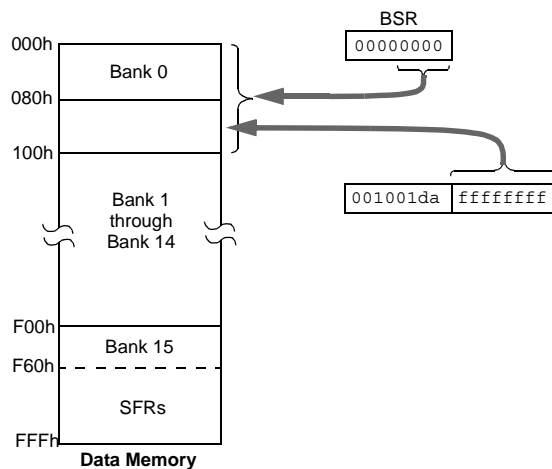 BSR
00000000
000h
Bank 0
080h
100h
001001da ffffffff
Bank 1
through
Bank 14
F00h
Bank 15
F60h
SFRs
FFFh
Data Memory